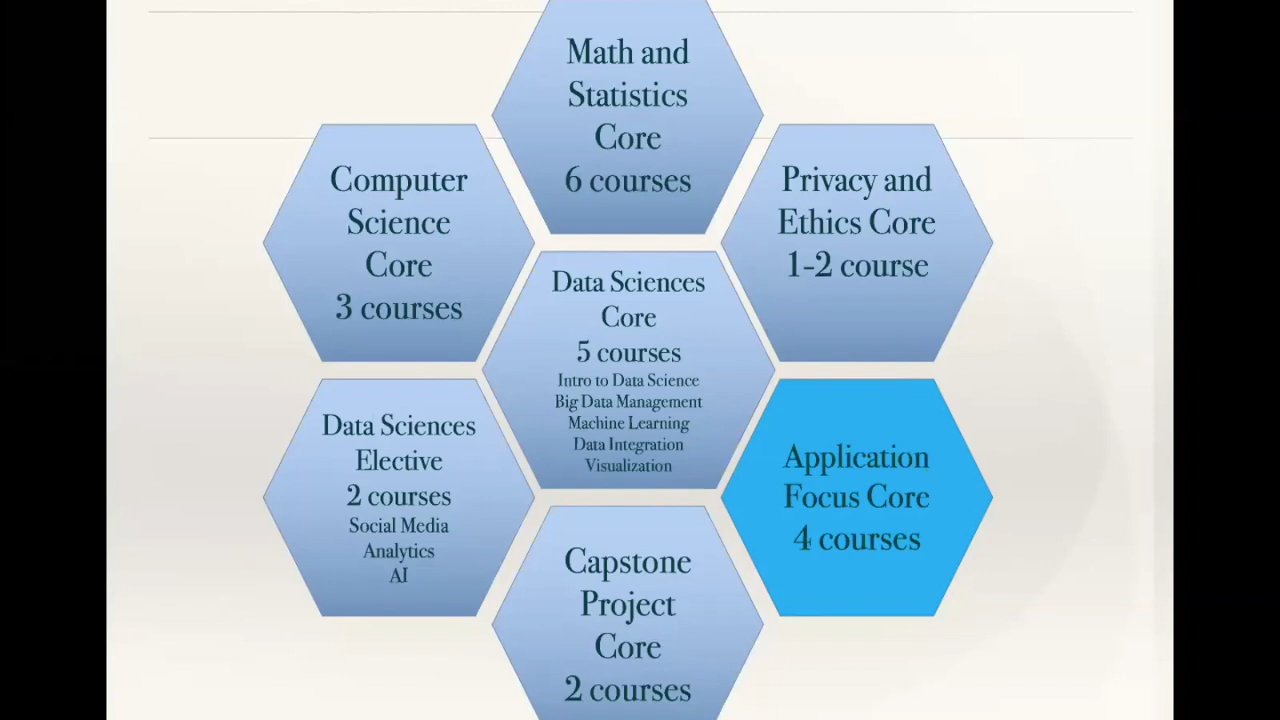 Math and
Statistics
Core
6 courses
Computer
Science
Core
3 courses
Privacy and
Ethics Core
1-2 course
Data Sciences
Core
5 courses
Intro to Data Science
Big Data Management
Machine Learning
Data Integration
Visualization
Data Sciences
Elective
2 courses
Social Media
Analytics
AI
Application
Focus Core
4 courses
Capstone
Project
Core
2 courses